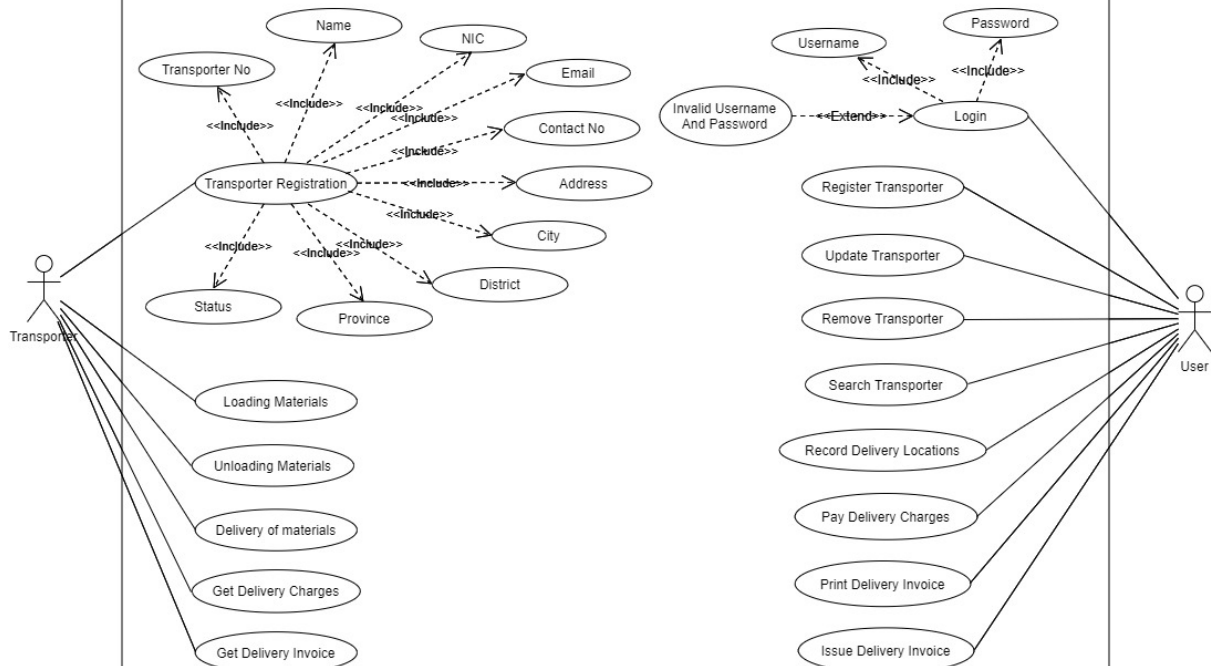 Name
NIC
Transporter No
Email
<<Include>>
<<Include>>
<<Include>>
<<Include>>
Contact No
<<Include>>
Transporter Registration
<<Include>>
Address
<<Include>>
City
<<Include>>
<<Include>>
<<Include>>
District
Status
Province
Transporter
Loading Materials
Unloading Materials
Delivery of materials
Get Delivery Charges
Get Delivery Invoice
Password
Username
<<Include>>
<<Include>>
Invalid Username
And Password
<<Extend>>
Login
Register Transporter
Update Transporter
Remove Transporter
Search Transporter
User
Record Delivery Locations
Pay Delivery Charges
Print Delivery Invoice
Issue Delivery Invoice